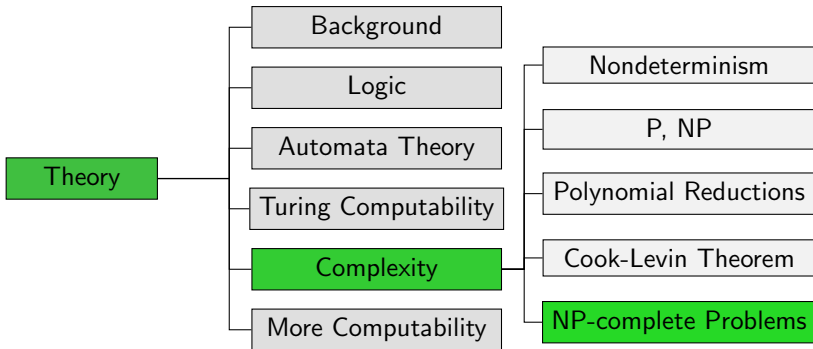 Theory
Background
Logic
Automata Theory
Turing Computability
Complexity
More Computability
Nondeterminism
P, NP
Polynomial Reductions
Cook-Levin Theorem
NP-complete Problems